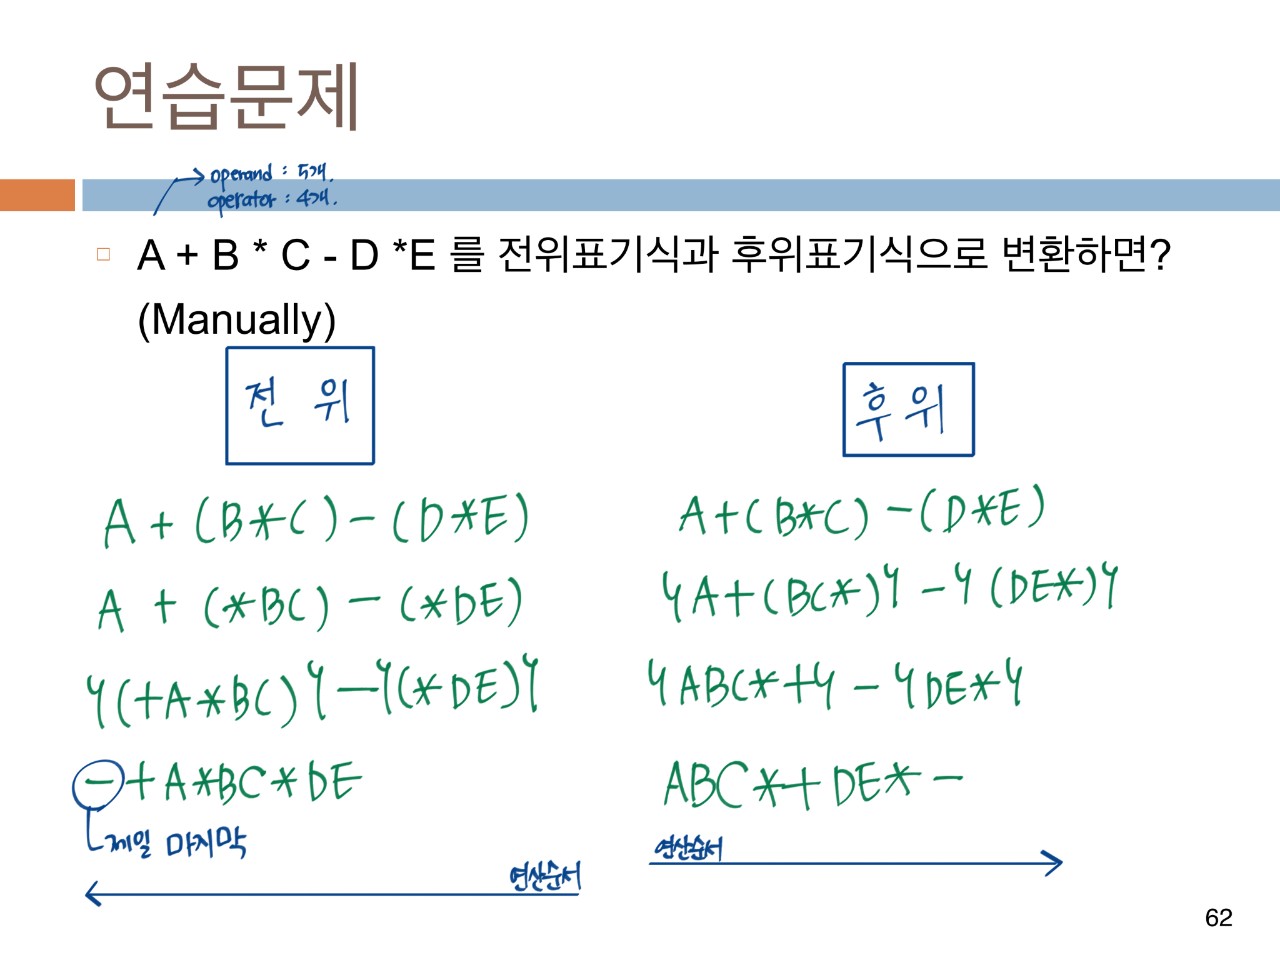 연습문제
operand : 5개.
operator : 4개.
A + B * C - D *E 를 전위표기식과 후위표기식으로 변환하면?
(Manually)
전 위
A + (B*C) - (D*E)
A + (*BC) - (*DE)
{(+A*BC)} - {(*DE)}
- + A*BC*DE
제일 마지막
연산순서
후위
A+(B*C) - (D*E)
{A+(BC*)} - {(DE*)}
{ABC*+} - {DE*}
ABC*+DE*-
연산순서
62